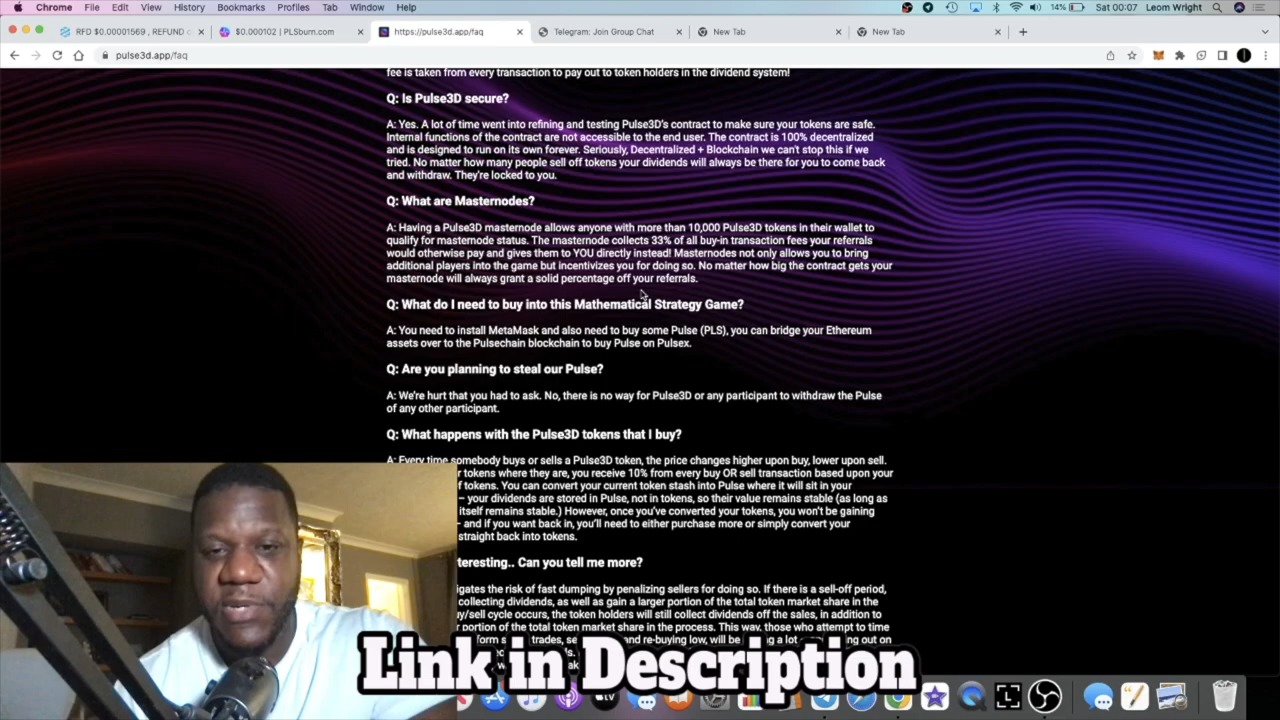 Chrome File Edit View History Bookmarks Profiles Tab Window Help 14% Sat 00:07 Leom Wright
RFD $0.00001569 , REFUND $0.000102 | PLSburn.com https://pulse3d.app/faq Telegram: Join Group Chat New Tab New Tab
pulse3d.app/faq
fee is taken from every transaction to pay out to token holders in the dividend system!
Q: Is Pulse3D secure?
A: Yes. A lot of time went into refining and testing Pulse3D's contract to make sure your tokens are safe.
Internal functions of the contract are not accessible to the end user. The contract is 100% decentralized
and is designed to run on its own forever. Seriously, Decentralized + Blockchain we can't stop this if we
tried. No matter how many people sell off tokens your dividends will always be there for you to come back
and withdraw. They're locked to you.
Q: What are Masternodes?
A: Having a Pulse3D masternode allows anyone with more than 10,000 Pulse3D tokens in their wallet to
qualify for masternode status. The masternode collects 33% of all buy-in transaction fees your referrals
would otherwise pay and gives them to YOU directly instead! Masternodes not only allows you to bring
additional players into the game but incentivizes you for doing so. No matter how big the contract gets your
masternode will always grant a solid percentage off your referrals.
Q: What do I need to buy into this Mathematical Strategy Game?
A: You need to install MetaMask and also need to buy some Pulse (PLS), you can bridge your Ethereum
assets over to the Pulsechain blockchain to buy Pulse on Pulsex.
Q: Are you planning to steal our Pulse?
A: We're hurt that you had to ask. No, there is no way for Pulse3D or any participant to withdraw the Pulse
of any other participant.
Q: What happens with the Pulse3D tokens that I buy?
A: Every time somebody buys or sells a Pulse3D token, the price changes higher upon buy, lower upon sell.
tokens where they are, you receive 10% from every buy OR sell transaction based upon your
of tokens. You can convert your current token stash into Pulse where it will sit in your
– your dividends are stored in Pulse, not in tokens, so their value remains stable (as long as
itself remains stable.) However, once you've converted your tokens, you won't be gaining
- and if you want back in, you'll need to either purchase more or simply convert your
straight back into tokens.
Can you tell me more?
the risk of fast dumping by penalizing sellers for doing so. If there is a sell-off period,
collecting dividends, as well as gain a larger portion of the total token market share in the
cycle occurs, the token holders will still collect dividends off the sales, in addition to
portion of the total token market share in the process. This way, those who attempt to time
trades, and re-buying low, will be out on
Link in Description